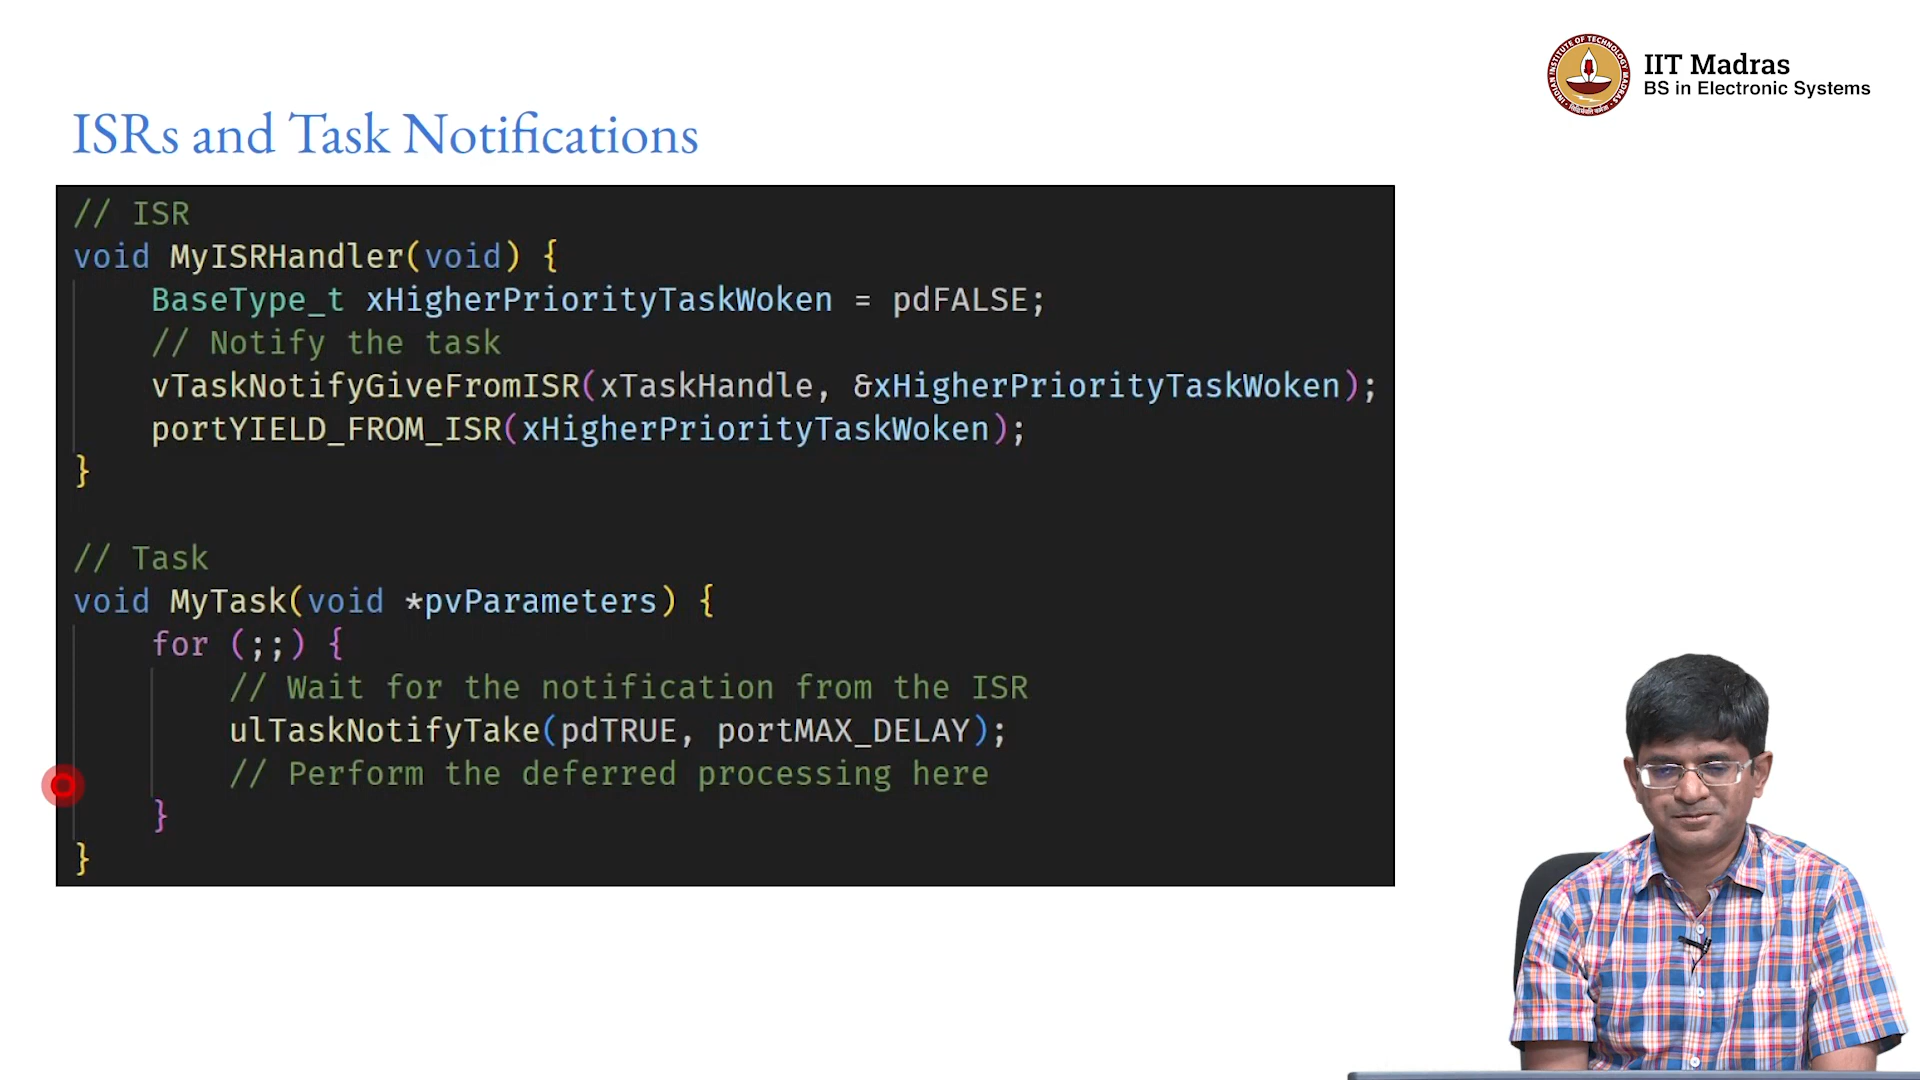 IIT Madras
BS in Electronic Systems
ISRs and Task Notifications
// ISR
void MyISRHandler(void) {
BaseType_t xHigherPriorityTaskWoken = pdFALSE;
// Notify the task
vTaskNotifyGiveFromISR(xTaskHandle, &xHigherPriorityTaskWoken);
portYIELD_FROM_ISR(xHigherPriorityTaskWoken);
}
// Task
void MyTask(void *pvParameters) {
for (;;) {
// Wait for the notification from the ISR
ulTaskNotifyTake(pdTRUE, portMAX_DELAY);
// Perform the deferred processing here
}
}